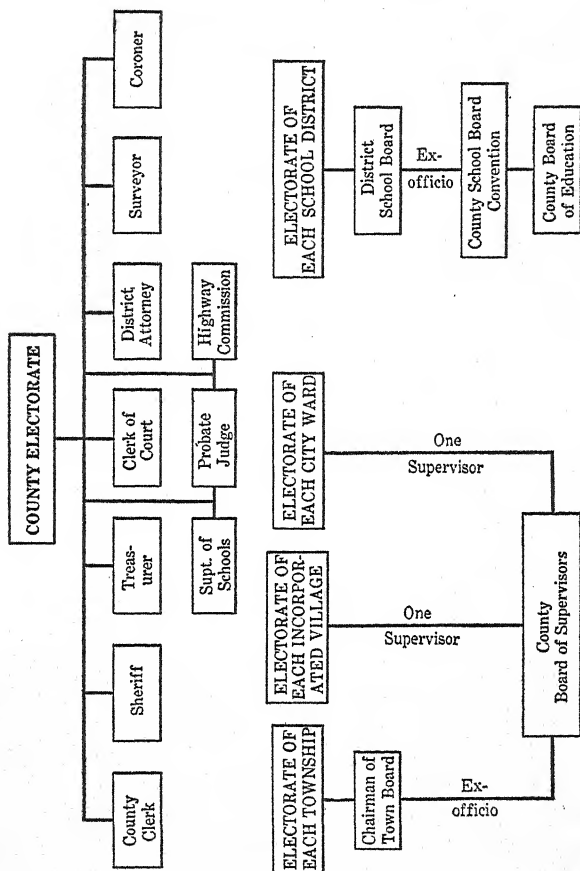 COUNTY ELECTORATE
County
Clerk
Sheriff
Treas-
urer
Clerk of
Court
District
Attorney
Surveyor
Coroner
Supt. of
Schools
Probate
Judge
Highway
Commission
ELECTORATE OF
EACH TOWNSHIP
Chairman of
Town Board
Ex-
officio
ELECTORATE OF
EACH INCORPOR-
ATED VILLAGE
One
Supervisor
ELECTORATE OF
EACH CITY WARD
One
Supervisor
County
Board of Supervisors
ELECTORATE OF
EACH SCHOOL DISTRICT
District
School Board
Ex-
officio
County School Board
Convention
County Board
of Education